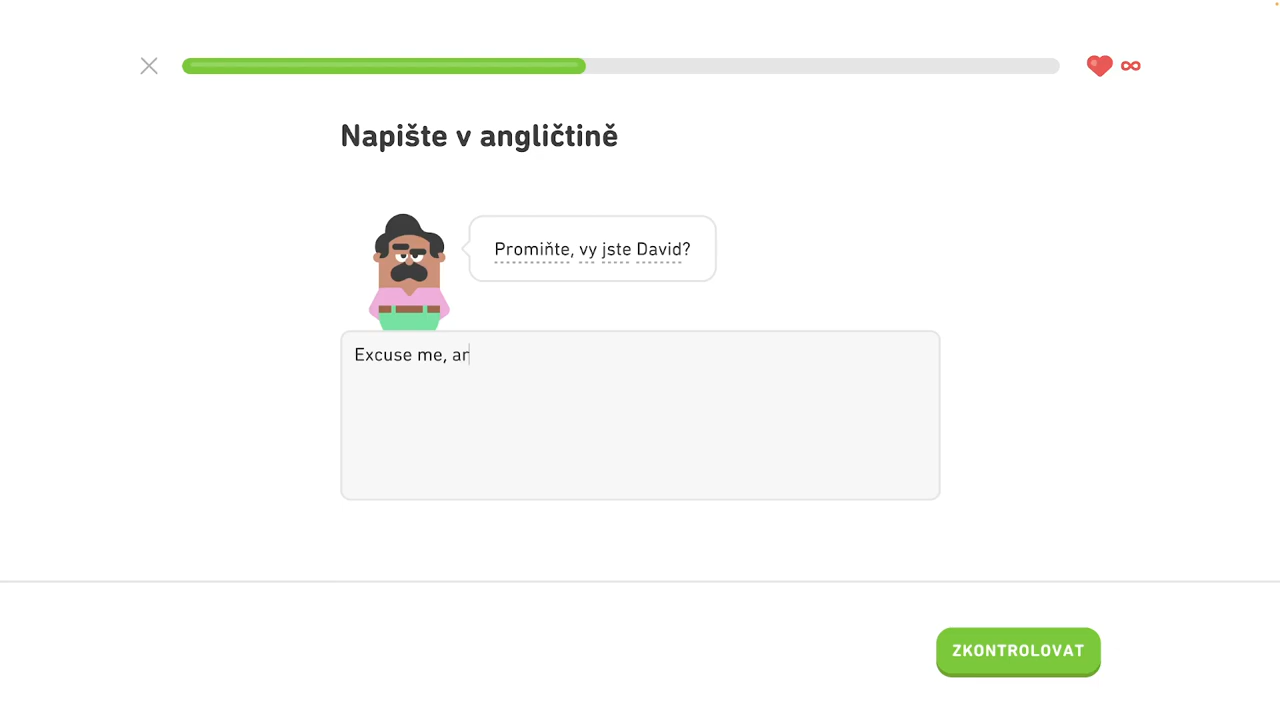 ∞
Napište v angličtině
Promiňte, vy jste David?
Excuse me, ar
ZKONTROLOVAT